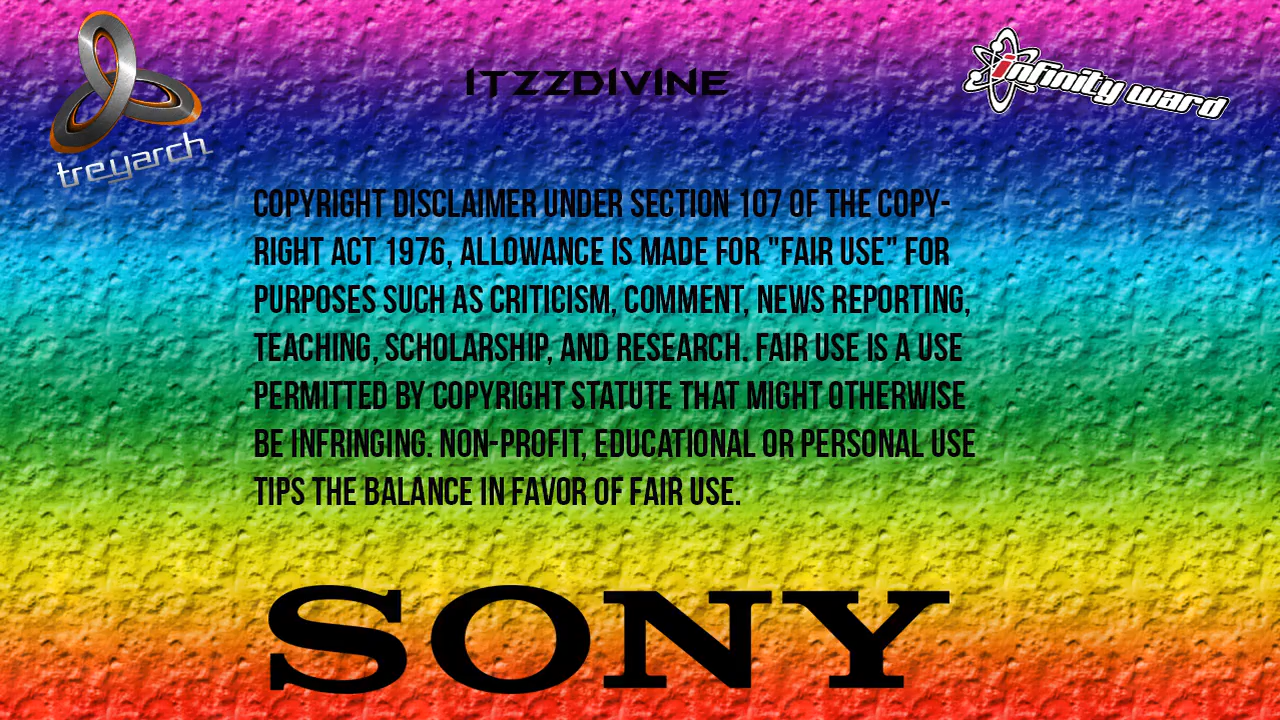 treyarch
ITZZDIVINE
infinity ward
COPYRIGHT DISCLAIMER UNDER SECTION 107 OF THE COPY-
RIGHT ACT 1976, ALLOWANCE IS MADE FOR "FAIR USE" FOR
PURPOSES SUCH AS CRITICISM, COMMENT, NEWS REPORTING,
TEACHING, SCHOLARSHIP, AND RESEARCH. FAIR USE IS A USE
PERMITTED BY COPYRIGHT STATUTE THAT MIGHT OTHERWISE
BE INFRINGING. NON-PROFIT, EDUCATIONAL OR PERSONAL USE
TIPS THE BALANCE IN FAVOR OF FAIR USE.
SONY